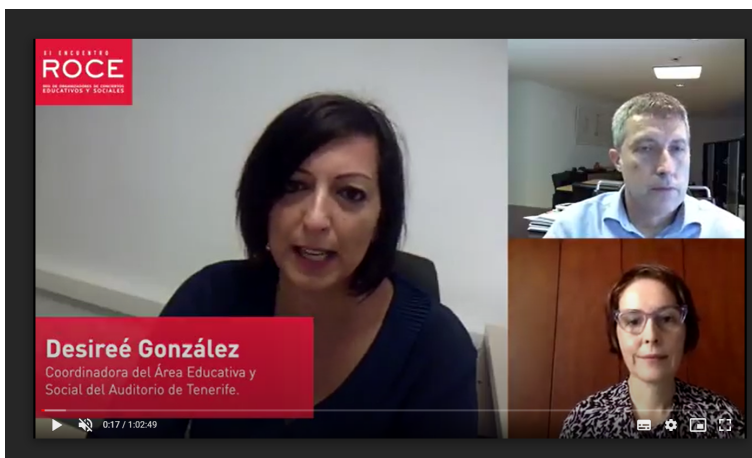 XI ENCUENTRO
ROCE
RED DE ORGANIZADORES DE CONCIERTOS
EDUCATIVOS Y SOCIALES
Desireé González
Coordinadora del Área Educativa y
Social del Auditorio de Tenerife.
0:17 / 1:02:49